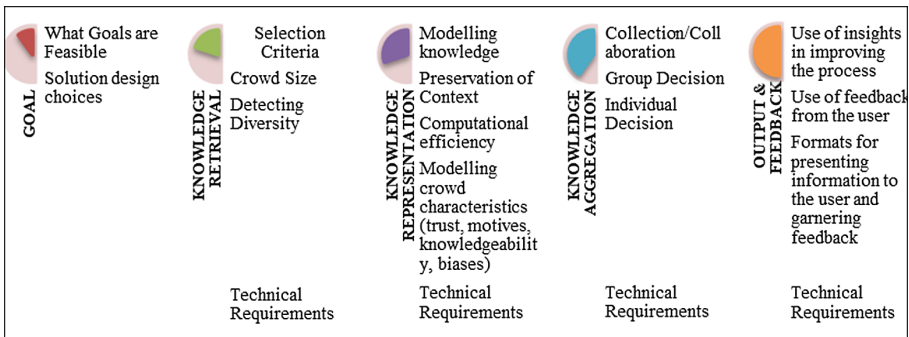 GOAL
What Goals are
Feasible
Solution design
choices
KNOWLEDGE
RETRIEVAL
Selection
Criteria
Crowd Size
Detecting
Diversity
Technical
Requirements
KNOWLEDGE
REPRESENTATION
Modelling
knowledge
Preservation of
Context
Computational
efficiency
Modelling
crowd
characteristics
(trust, motives,
knowledgeabilit
y, biases)
Technical
Requirements
KNOWLEDGE
AGGREGATION
Collection/Coll
aboration
Group Decision
Individual
Decision
Technical
Requirements
OUTPUT &
FEEDBACK
Use of insights
in improving
the process
Use of feedback
from the user
Formats for
presenting
information to
the user and
garnering
feedback
Technical
Requirements